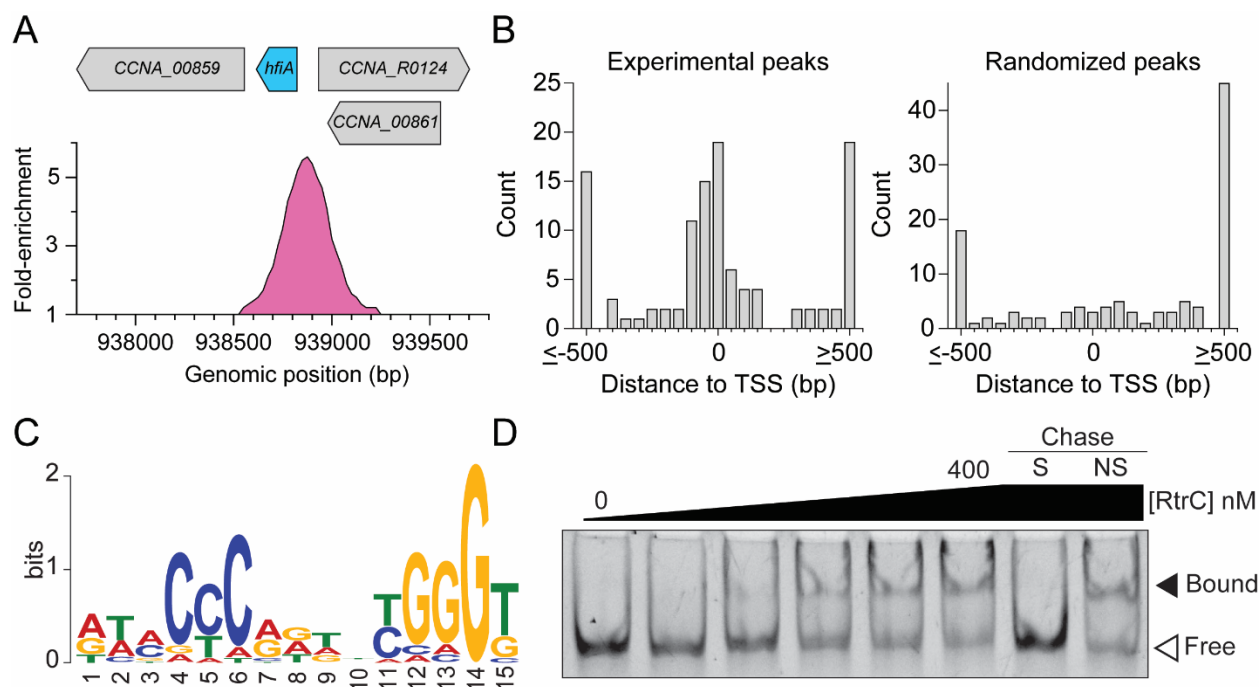 A
CCNA_00859
hfiA
CCNA_R0124
CCNA_00861
Fold-enrichment
5
3
1
938000 938500 939000 939500
Genomic position (bp)
B
Experimental peaks
Count
25
20
15
10
5
0
≤-500 0 ≥500
Distance to TSS (bp)
Randomized peaks
Count
40
30
20
10
0
≤-500 0 ≥500
Distance to TSS (bp)
C
bits
2
1
0
1 2 3 4 5 6 7 8 9 10 11 12 13 14 15
D
Chase
0 400 S NS
[RtrC] nM
Bound
Free